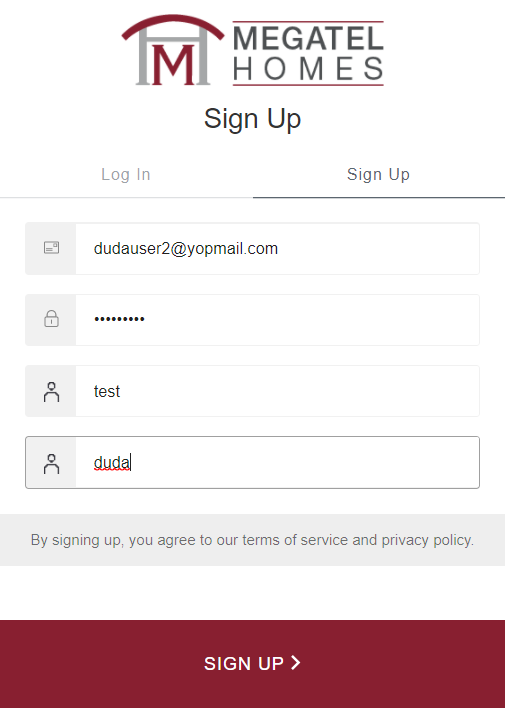 MEGATEL
HOMES
Sign Up
Log In
Sign Up
dudauser2@yopmail.com
•••••••••
test
duda
By signing up, you agree to our terms of service and privacy policy.
SIGN UP